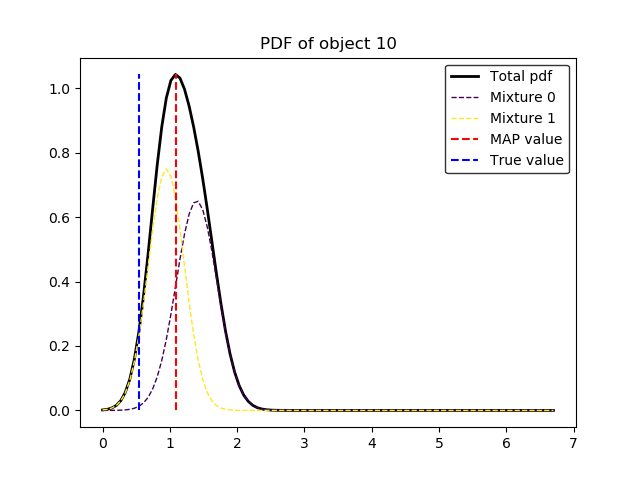 PDF of object 10
Total pdf
Mixture 0
Mixture 1
MAP value
True value
1.0
0.8
0.6
0.4
0.2
0.0
0 1 2 3 4 5 6 7